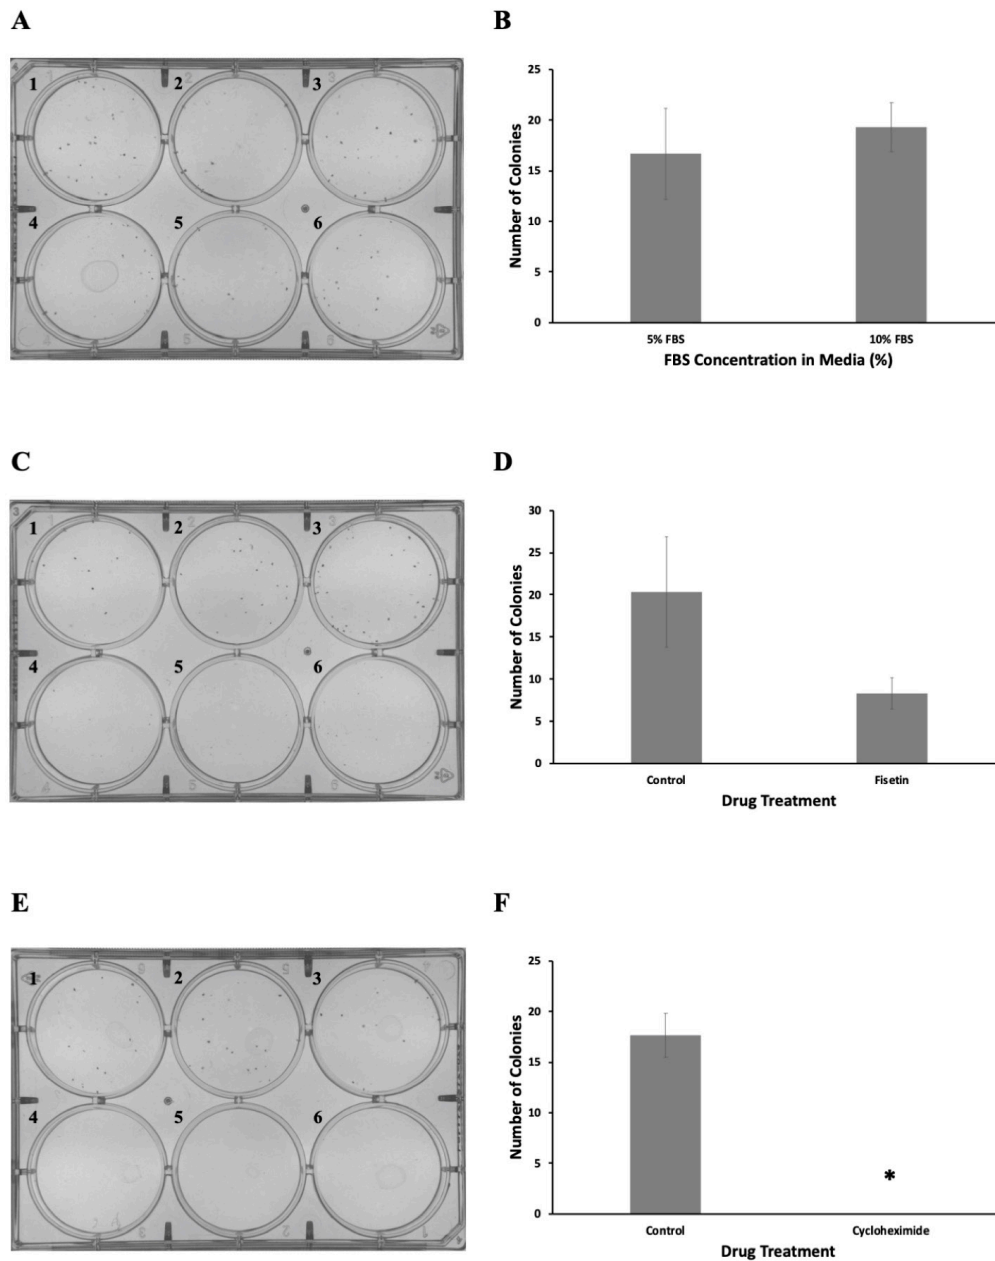 A
B
1 2 3
4 5 6
25
20
15
10
5
0
Number of Colonies
5% FBS 10% FBS
FBS Concentration in Media (%)
C
D
1 2 3
4 5 6
30
25
20
15
10
5
0
Number of Colonies
Control Fisetin
Drug Treatment
E
F
1 2 3
4 5 6
25
20
15
10
5
0
Number of Colonies
*
Control Cycloheximide
Drug Treatment